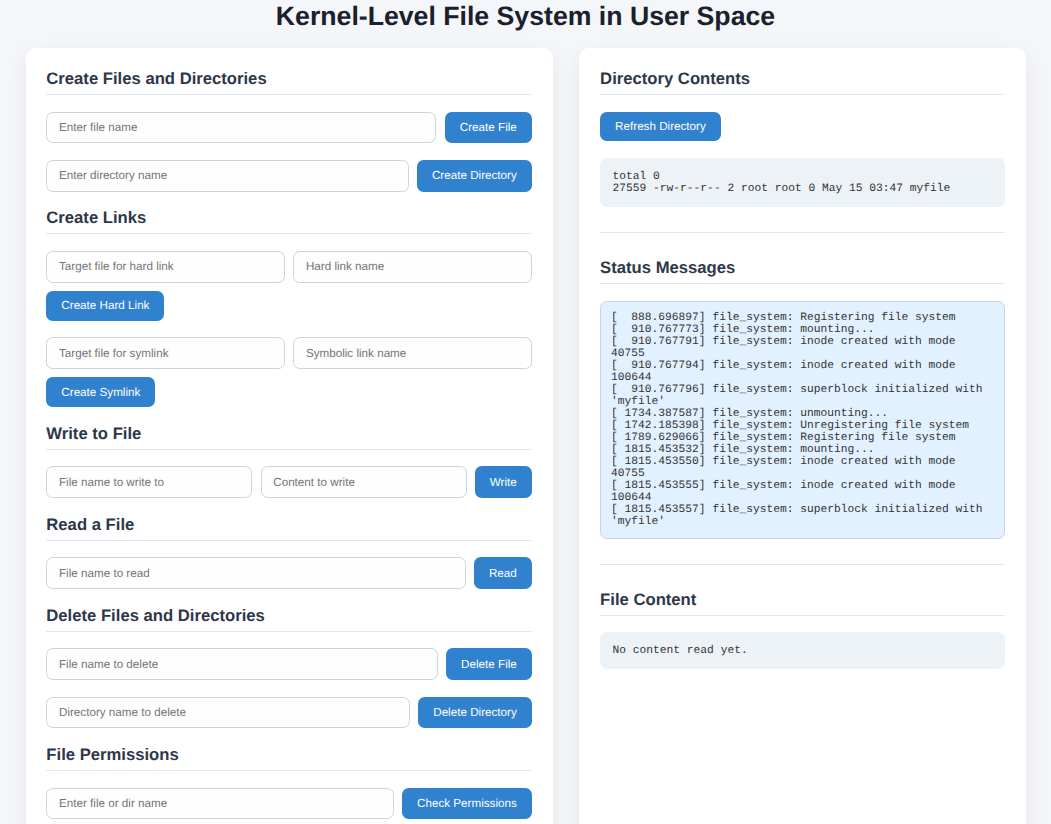 Kernel-Level File System in User Space
Create Files and Directories
Enter file name
Create File
Enter directory name
Create Directory
Create Links
Target file for hard link
Hard link name
Create Hard Link
Target file for symlink
Symbolic link name
Create Symlink
Write to File
File name to write to
Content to write
Write
Read a File
File name to read
Read
Delete Files and Directories
File name to delete
Delete File
Directory name to delete
Delete Directory
File Permissions
Enter file or dir name
Check Permissions
Directory Contents
Refresh Directory
total 0
27559 -rw-r--r-- 2 root root 0 May 15 03:47 myfile
Status Messages
[  888.696897] file_system: Registering file system
[  910.767773] file_system: mounting...
[  910.767791] file_system: inode created with mode
40755
[  910.767794] file_system: inode created with mode
100644
[  910.767796] file_system: superblock initialized with
'myfile'
[ 1734.387587] file_system: unmounting...
[ 1742.185398] file_system: Unregistering file system
[ 1789.629066] file_system: Registering file system
[ 1815.453532] file_system: mounting...
[ 1815.453550] file_system: inode created with mode
40755
[ 1815.453555] file_system: inode created with mode
100644
[ 1815.453557] file_system: superblock initialized with
'myfile'
File Content
No content read yet.